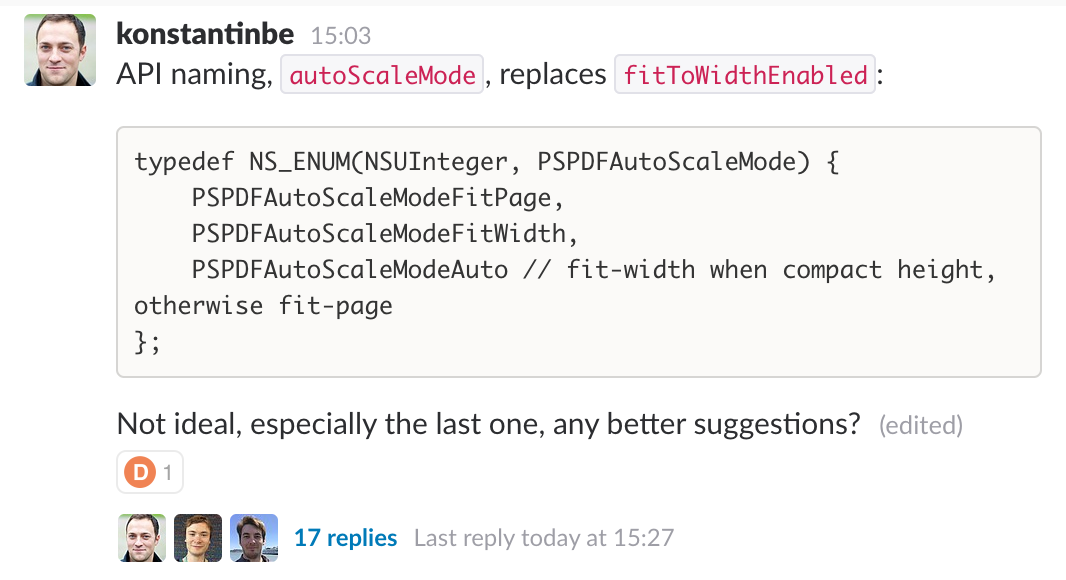 konstantinbe 15:03
API naming, autoScaleMode, replaces fitToWidthEnabled:
typedef NS_ENUM(NSUInteger, PSPDFAutoScaleMode) {
    PSPDFAutoScaleModeFitPage,
    PSPDFAutoScaleModeFitWidth,
    PSPDFAutoScaleModeAuto // fit-width when compact height,
otherwise fit-page
};
Not ideal, especially the last one, any better suggestions? (edited)
D 1
17 replies Last reply today at 15:27